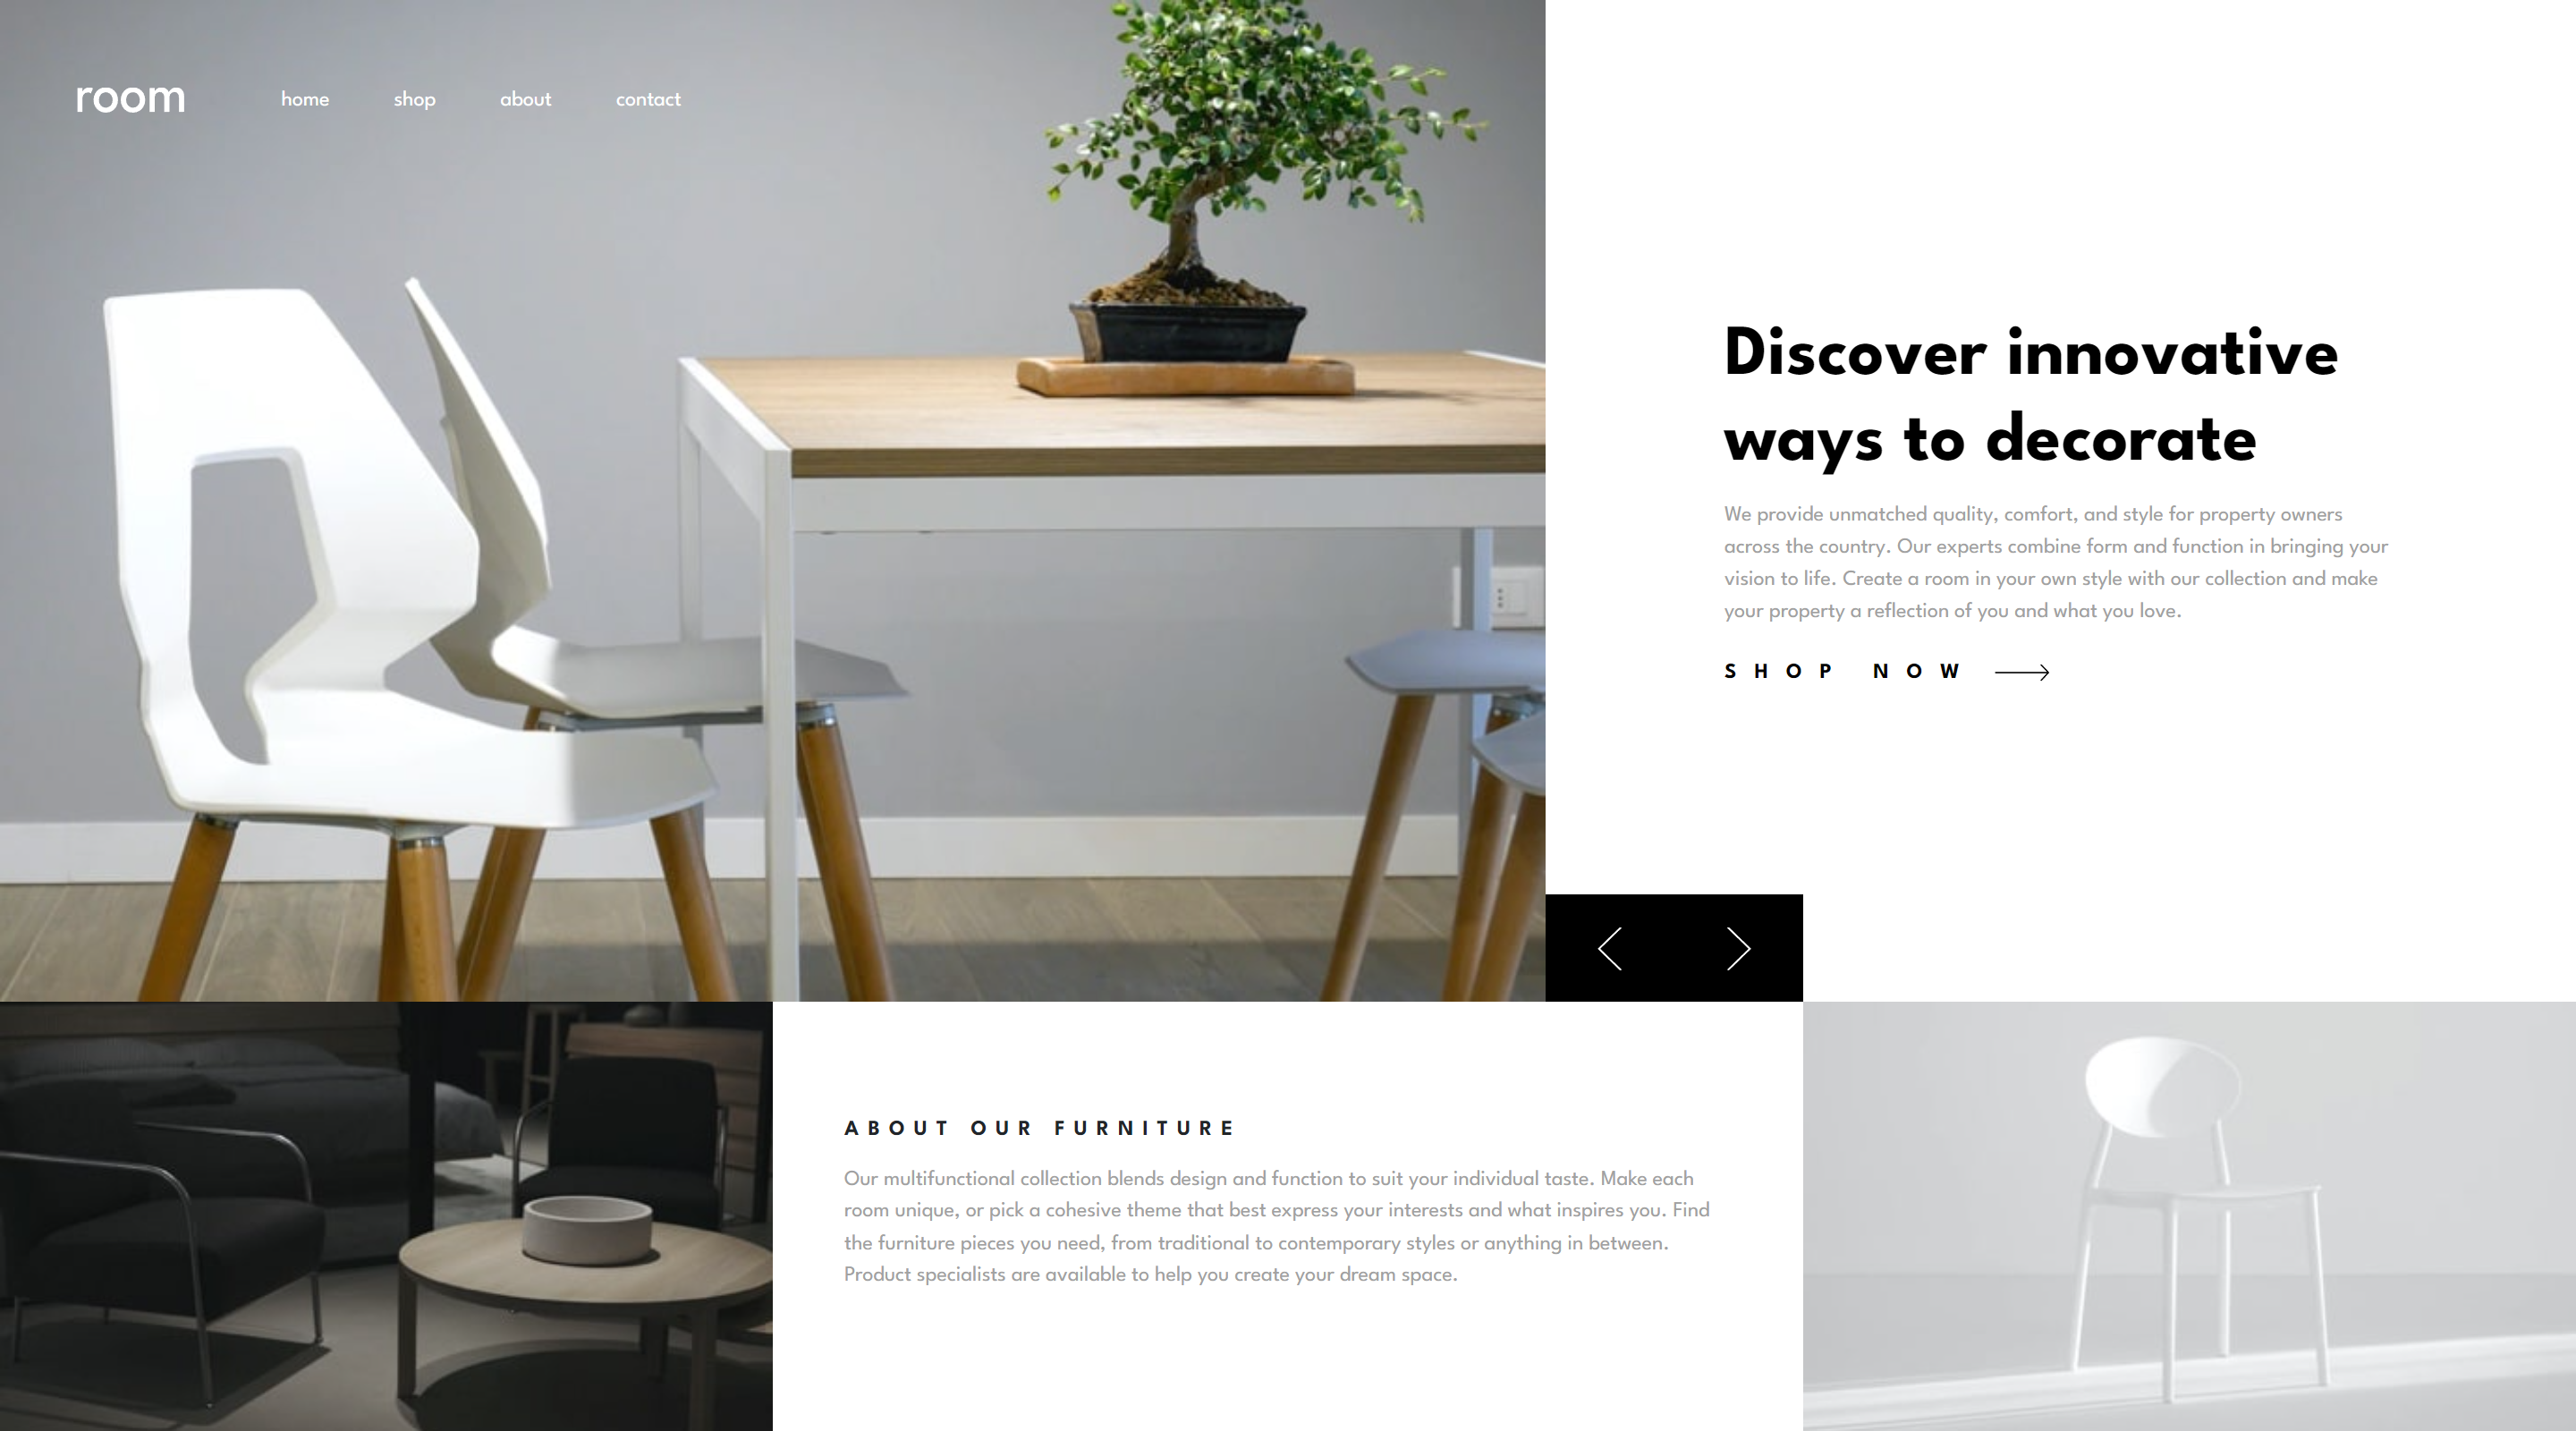 room
home
shop
about
contact
Discover innovative
ways to decorate
We provide unmatched quality, comfort, and style for property owners
across the country. Our experts combine form and function in bringing your
vision to life. Create a room in your own style with our collection and make
your property a reflection of you and what you love.
SHOP NOW
ABOUT OUR FURNITURE
Our multifunctional collection blends design and function to suit your individual taste. Make each
room unique, or pick a cohesive theme that best express your interests and what inspires you. Find
the furniture pieces you need, from traditional to contemporary styles or anything in between.
Product specialists are available to help you create your dream space.